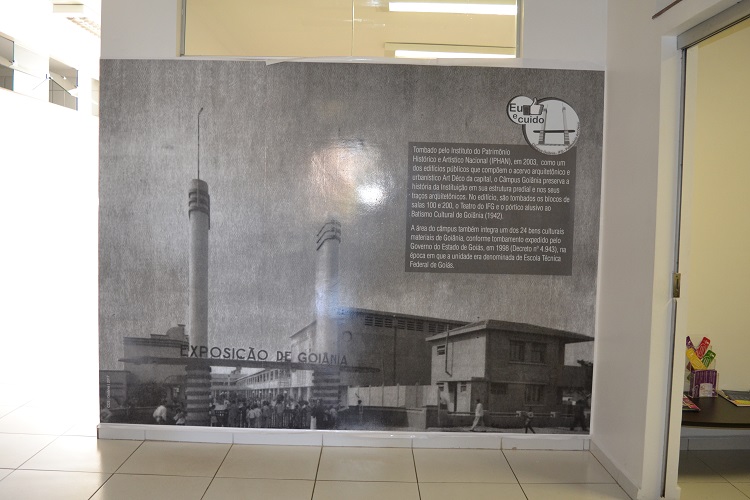 Eu
e
cuido
Tombado pelo Instituto do Patrimônio
Histórico e Artístico Nacional (IPHAN), em 2003, como um
dos edifícios públicos que compõem o acervo arquitetônico e
urbanístico Art Déco da capital, o Câmpus Goiânia preserva a
história da Instituição em sua estrutura predial e nos seus
traços arquitetônicos. No edifício, são tombados os blocos de
salas 100 e 200, o Teatro do IFG e o pórtico alusivo ao
Batismo Cultural de Goiânia (1942).
A área do câmpus também integra um dos 24 bens culturais
materiais de Goiânia, conforme tombamento expedido pelo
Governo do Estado de Goiás, em 1998 (Decreto n° 4.943), na
época em que a unidade era denominada de Escola Técnica
Federal de Goiás.
EXPOSIÇÃO DE GOIÂNIA